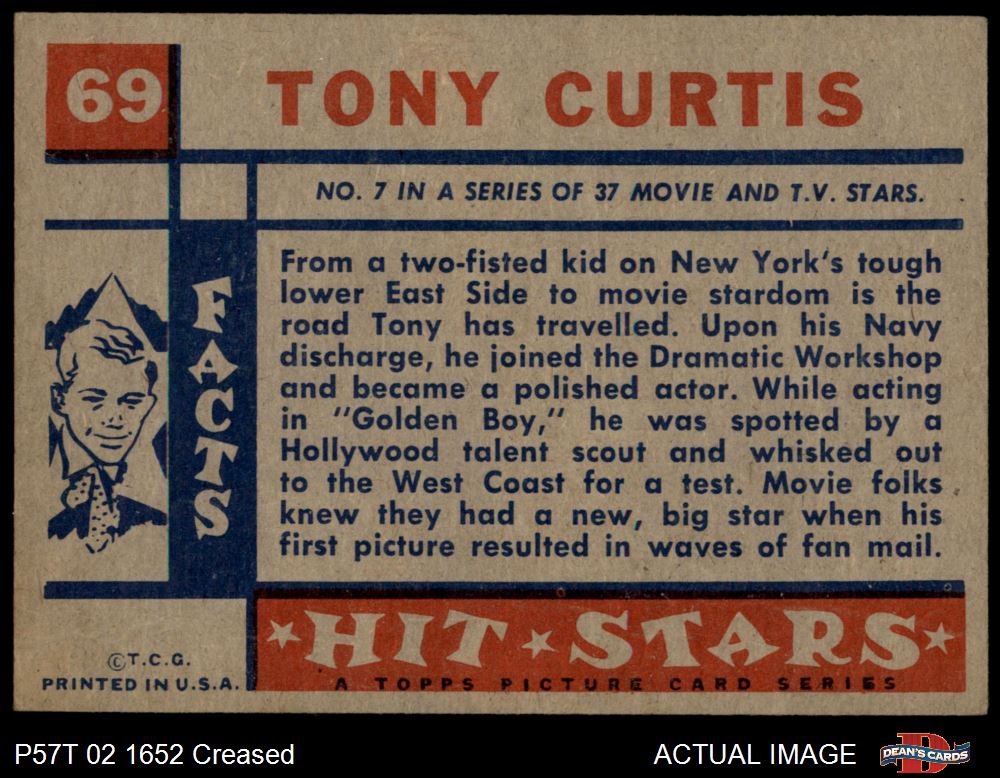 69
TONY CURTIS
NO. 7 IN A SERIES OF 37 MOVIE AND T.V. STARS.
FACTS
From a two-fisted kid on New York's tough
lower East Side to movie stardom is the
road Tony has travelled. Upon his Navy
discharge, he joined the Dramatic Workshop
and became a polished actor. While acting
in "Golden Boy," he was spotted by a
Hollywood talent scout and whisked out
to the West Coast for a test. Movie folks
knew they had a new, big star when his
first picture resulted in waves of fan mail.
HIT STARS
A TOPPS PICTURE CARD SERIES
©T.C.G.
PRINTED IN U.S.A.
P57T 02 1652 Creased
ACTUAL IMAGE
DEAN'S CARDS